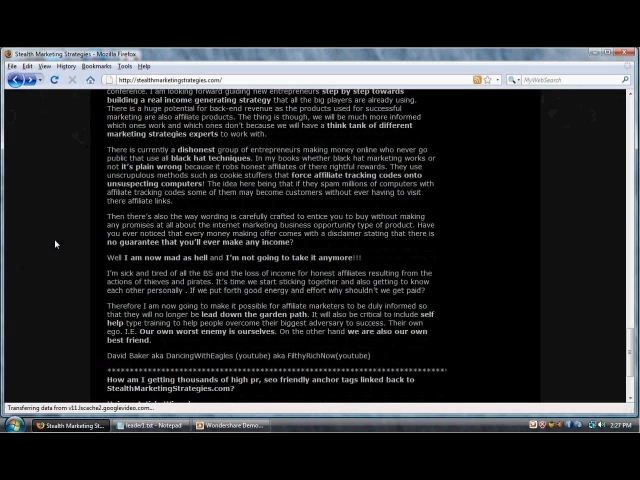 Stealth Marketing Strategies - Mozilla Firefox
File Edit View History Bookmarks Tools Help
http://stealthmarketingstrategies.com/
MyWebSearch
conference. I am looking forward guiding new entrepreneurs step by step towards
building a real income generating strategy that all the big players are already using.
There is a huge potential for back-end revenue as the products used for successful
marketing are also affiliate products. The thing is though, we will be much more informed
which ones work and which ones don't because we will have a think tank of different
marketing strategies experts to work with.
There is currently a dishonest group of entrepreneurs making money online who never go
public that use all black hat techniques. In my books whether black hat marketing works or
not it's plain wrong because it robs honest affiliates of there rightful rewards. They use
unscrupulous methods such as cookie stuffers that force affiliate tracking codes onto
unsuspecting computers! The idea here being that if they spam millions of computers with
affiliate tracking codes some of them may become customers without ever having to visit
there affiliate links.
Then there's also the way wording is carefully crafted to entice you to buy without making
any promises at all about the internet marketing business opportunity type of product. Have
you ever noticed that every money making offer comes with a disclaimer stating that there is
no guarantee that you'll ever make any income?
Well I am now mad as hell and I'm not going to take it anymore!!!
I'm sick and tired of all the BS and the loss of income for honest affiliates resulting from the
actions of thieves and pirates. It's time we start sticking together and also getting to know
each other personally . If we put forth good energy and effort why shouldn't we get paid?
Therefore I am now going to make it possible for affiliate marketers to be duly informed so
that they will no longer be lead down the garden path. It will also be critical to include self
help type training to help people overcome their biggest adversary to success. Their own
ego. I.E. Our own worst enemy is ourselves. On the other hand we are also our own
best friend.
David Baker aka DancingWithEagles (youtube) aka FilthyRichNow(youtube)
How am I getting thousands of high pr, seo friendly anchor tags linked back to
StealthMarketingStrategies.com?
Transferring data from v11.lscache2.googlevideo.com...
Stealth Marketing St...
leader1.txt - Notepad
Wondershare Demo...
2:27 PM